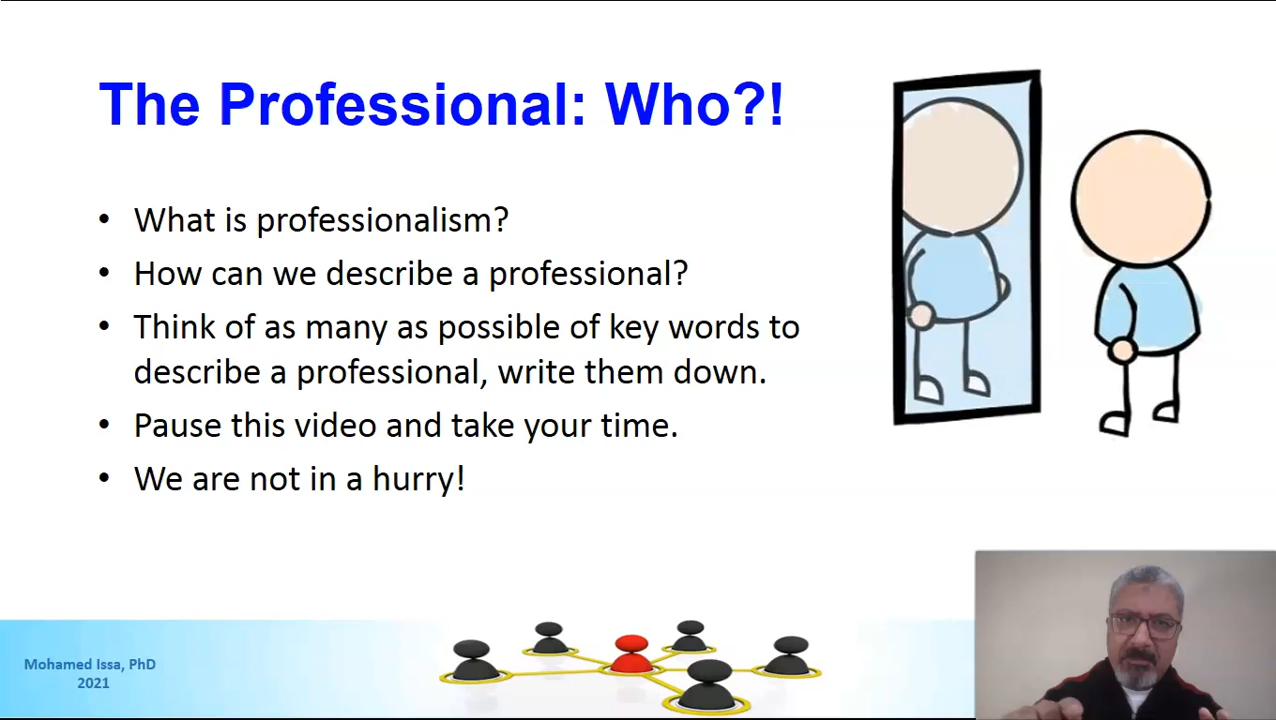 The Professional: Who?!
• What is professionalism?
• How can we describe a professional?
• Think of as many as possible of key words to
describe a professional, write them down.
• Pause this video and take your time.
• We are not in a hurry!
Mohamed Issa, PhD
2021